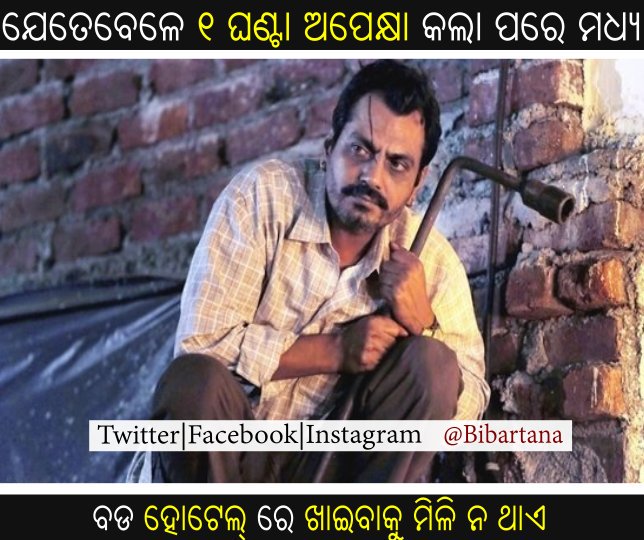 ଯେତେବେଳେ ୧ ଘଣ୍ଟା ଅପେକ୍ଷା କଲା ପରେ ମଧ୍ୟ
Twitter|Facebook|Instagram @Bibartana
ବଡ ହୋଟେଲ୍ ରେ ଖାଇବାକୁ ମିଳି ନ ଥାଏ